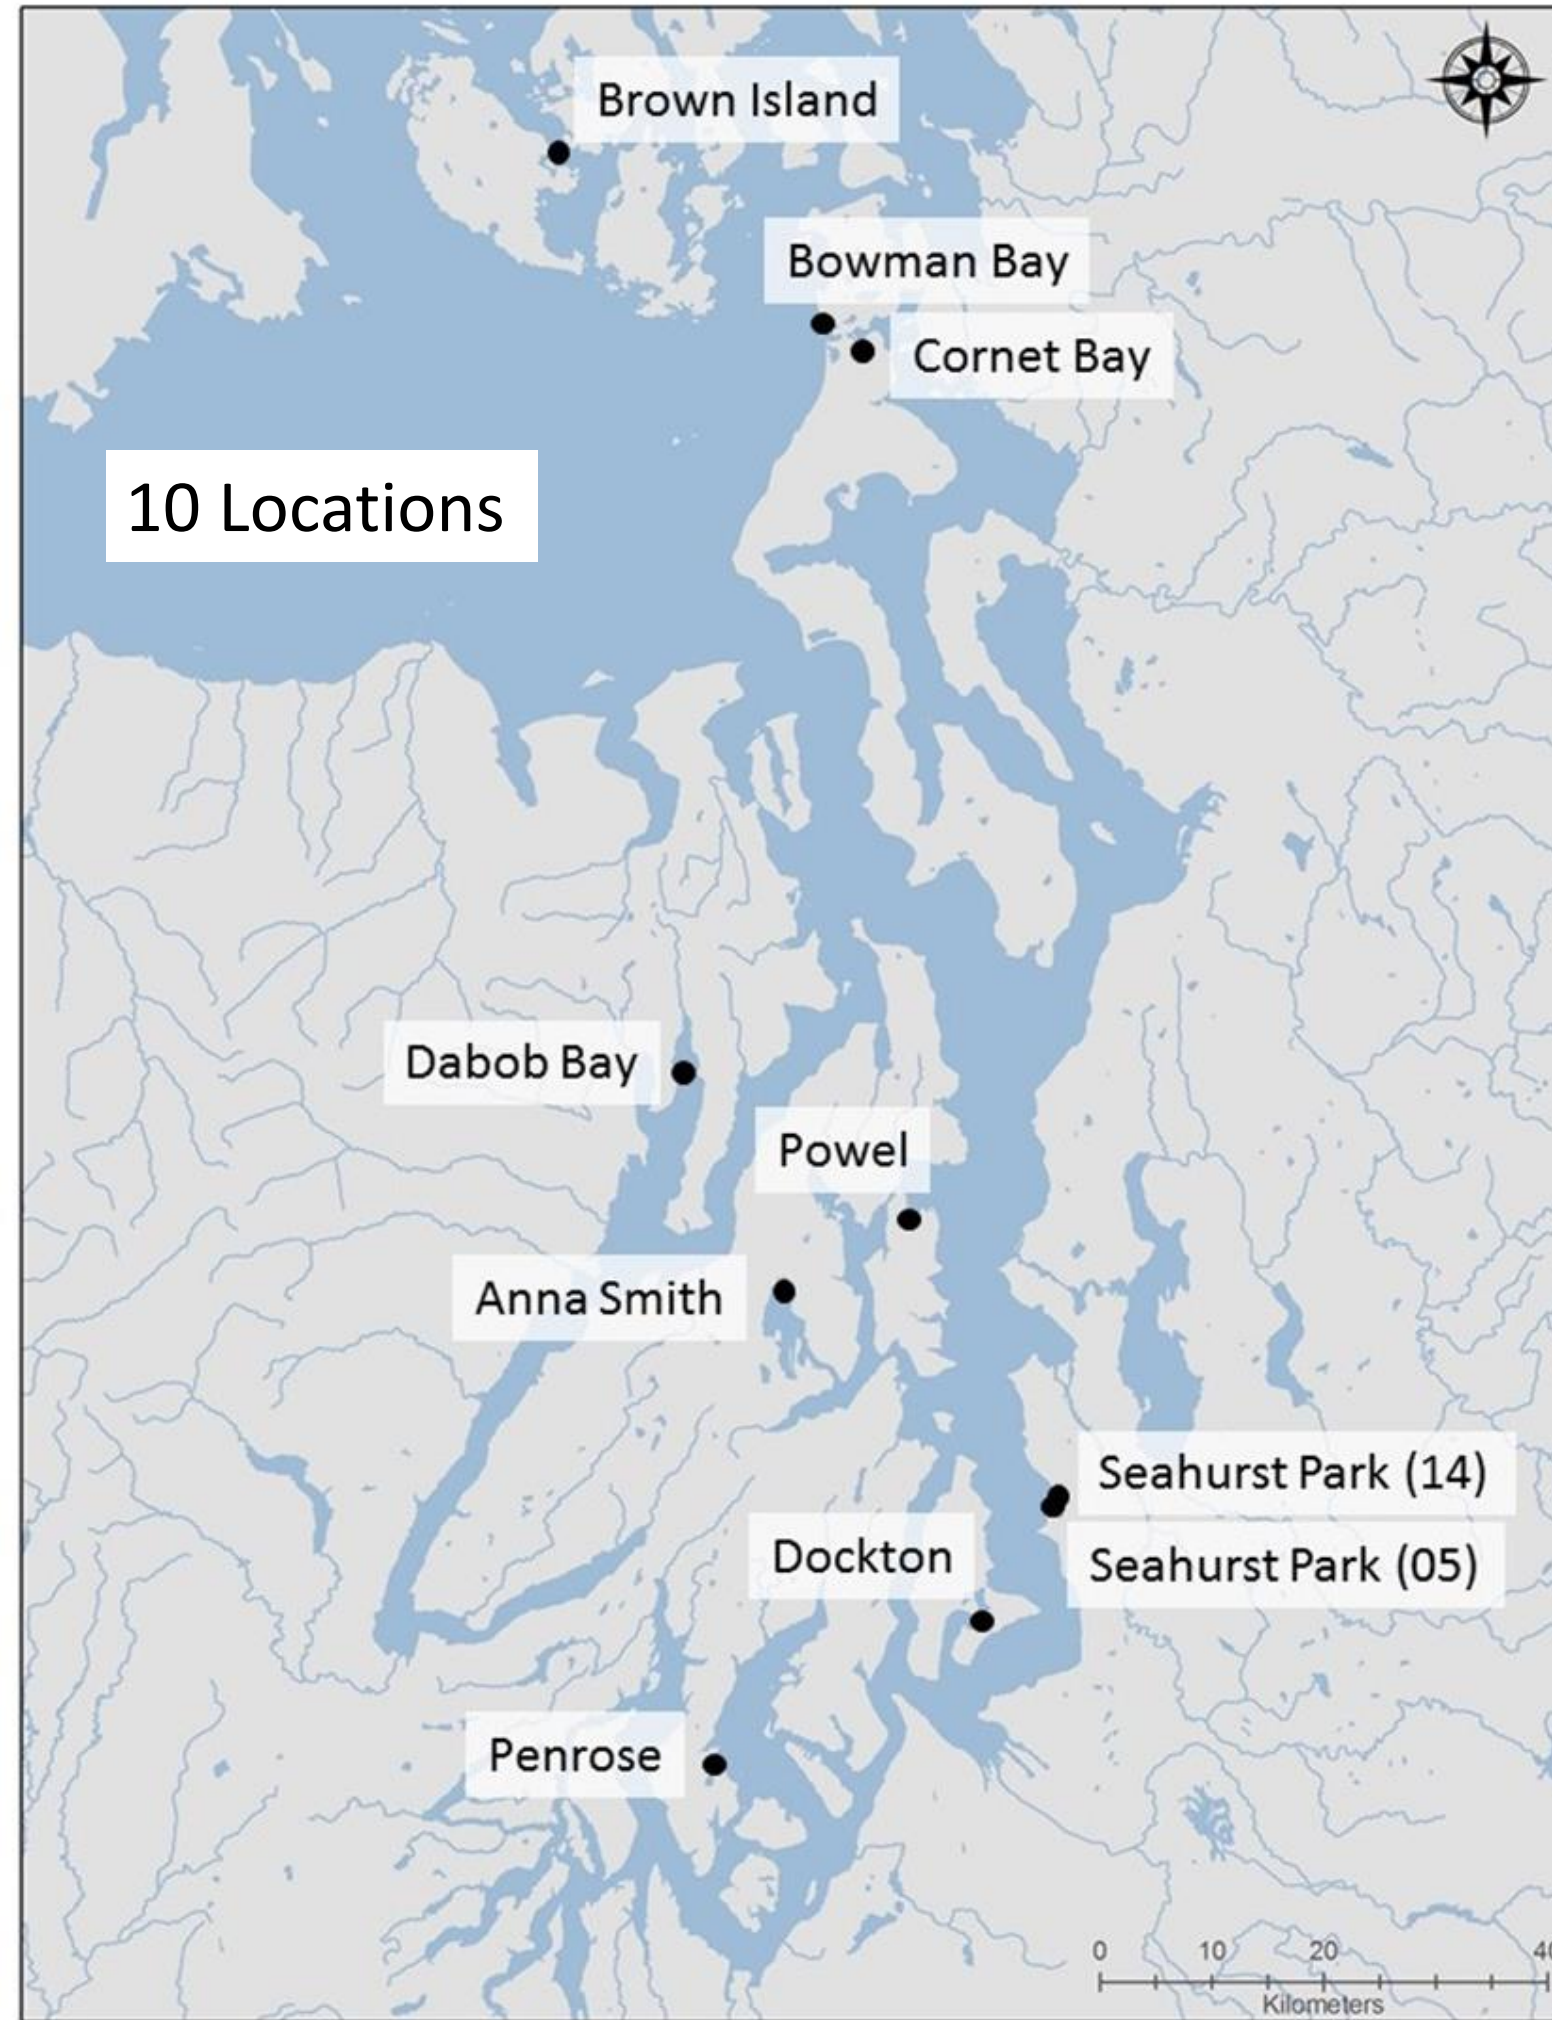 Brown Island
Bowman Bay
Cornet Bay
10 Locations
Dabob Bay
Powel
Anna Smith
Seahurst Park (14)
Dockton
Seahurst Park (05)
Penrose
0 10 20 40
Kilometers